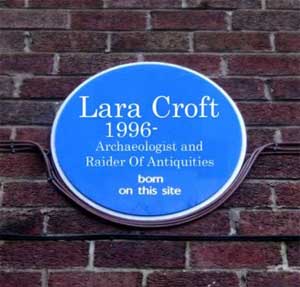 Lara Croft
1996-
Archaeologist and
Raider Of Antiquities
born
on this site